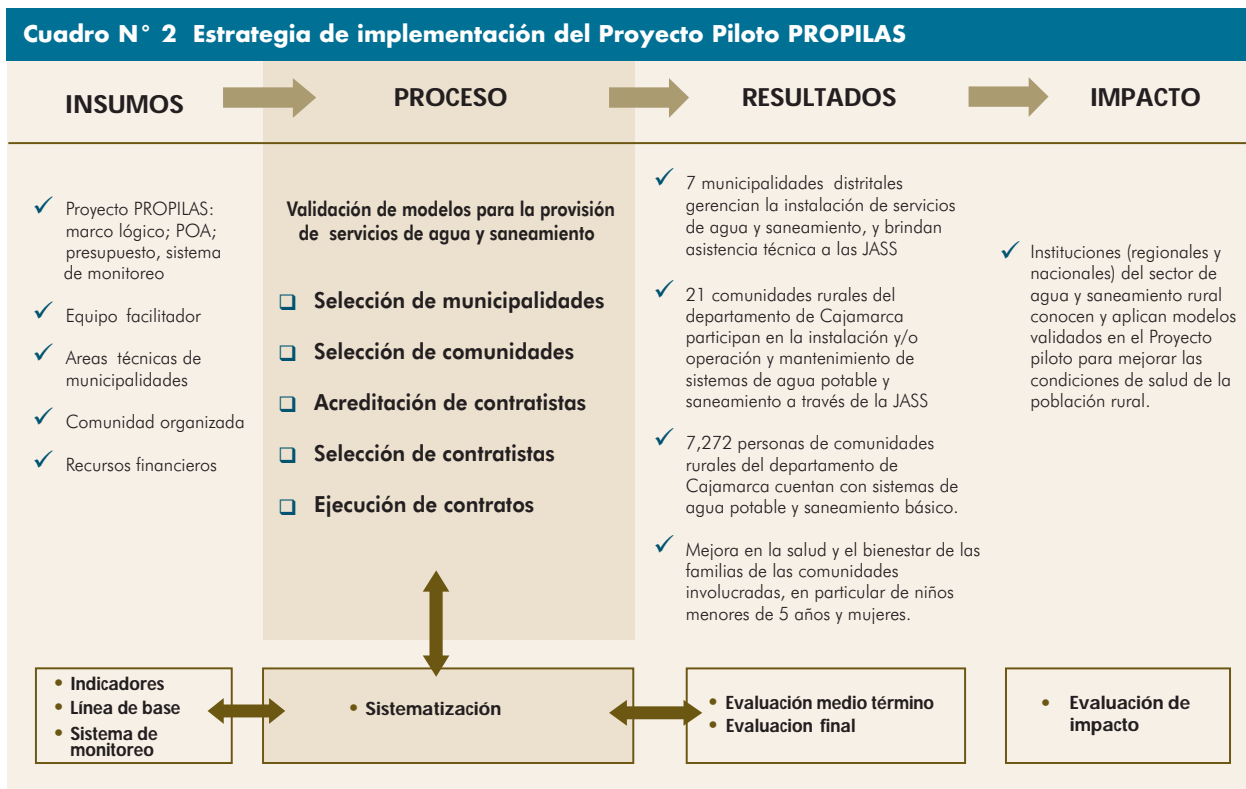 Cuadro N° 2 Estrategia de implementación del Proyecto Piloto PROPILAS
INSUMOS
PROCESO
RESULTADOS
IMPACTO
Proyecto PROPILAS:
marco lógico; POA;
presupuesto, sistema
de monitoreo
Equipo facilitador
Areas técnicas de
municipalidades
Comunidad organizada
Recursos financieros
Validación de modelos para la provisión
de servicios de agua y saneamiento
Selección de municipalidades
Selección de comunidades
Acreditación de contratistas
Selección de contratistas
Ejecución de contratos
7 municipalidades distritales
gerencian la instalación de servicios
de agua y saneamiento, y brindan
asistencia técnica a las JASS
21 comunidades rurales del
departamento de Cajamarca
participan en la instalación y/o
operación y mantenimiento de
sistemas de agua potable y
saneamiento a través de la JASS
7,272 personas de comunidades
rurales del departamento de
Cajamarca cuentan con sistemas de
agua potable y saneamiento básico.
Mejora en la salud y el bienestar de las
familias de las comunidades
involucradas, en particular de niños
menores de 5 años y mujeres.
Instituciones (regionales y
nacionales) del sector de
agua y saneamiento rural
conocen y aplican modelos
validados en el Proyecto
piloto para mejorar las
condiciones de salud de la
población rural.
• Indicadores
• Línea de base
• Sistema de
monitoreo
• Sistematización
• Evaluación medio término
• Evaluacion final
• Evaluación de
impacto